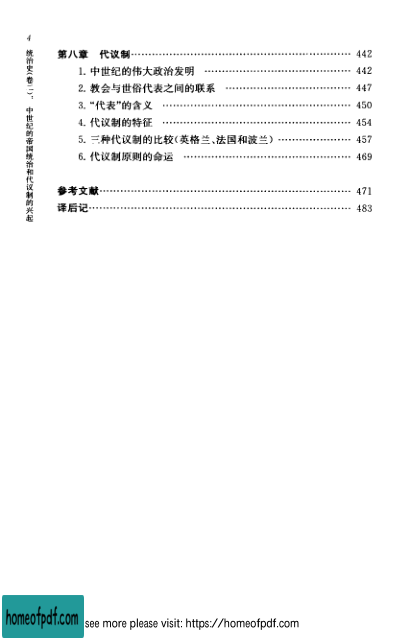 4
统治史(卷二)：中世纪的帝国统治和代议制的兴起
第八章 代议制 442
1. 中世纪的伟大政治发明 442
2. 教会与世俗代表之间的联系 447
3. “代表”的含义 450
4. 代议制的特征 454
5. 三种代议制的比较(英格兰、法国和波兰) 457
6. 代议制原则的命运 469
参考文献 471
译后记 483
homeofpdf.com
see more please visit: https://homeofpdf.com